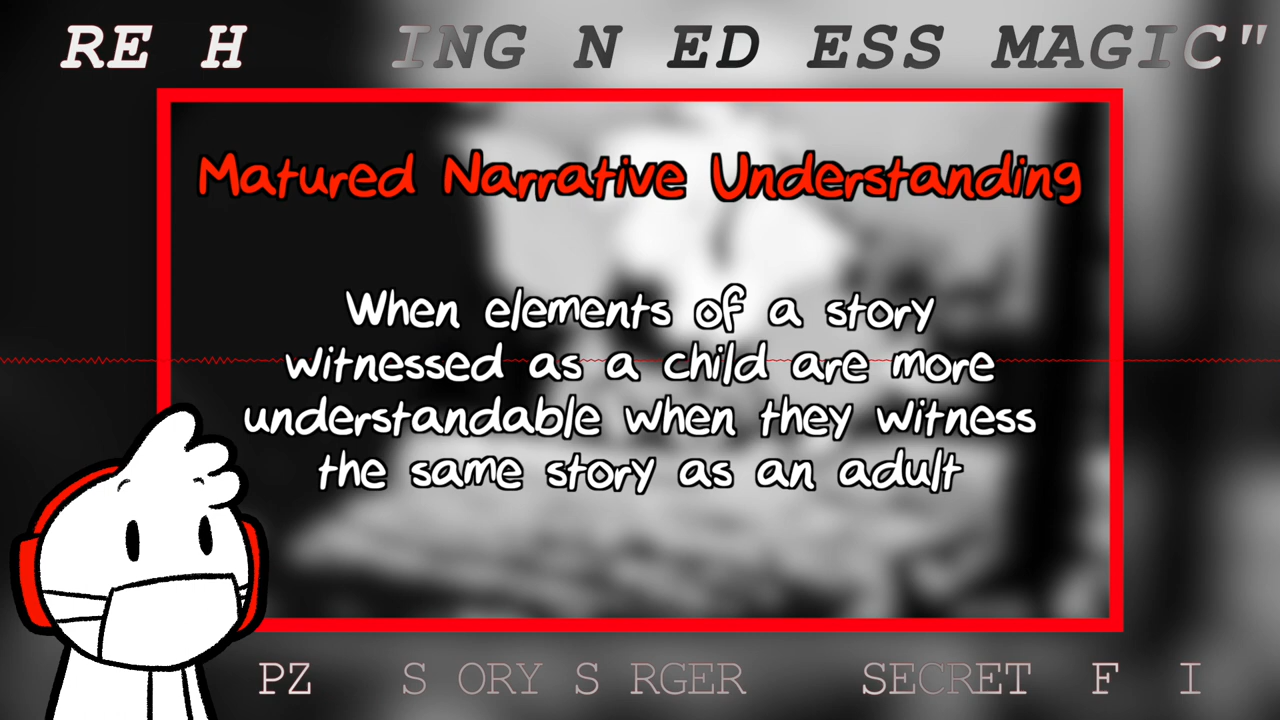 RE H ING N ED ESS MAGIC"
Matured Narrative Understanding
When elements of a story
witnessed as a child are more
understandable when they witness
the same story as an adult
PZ S ORY S RGER SECRET F I